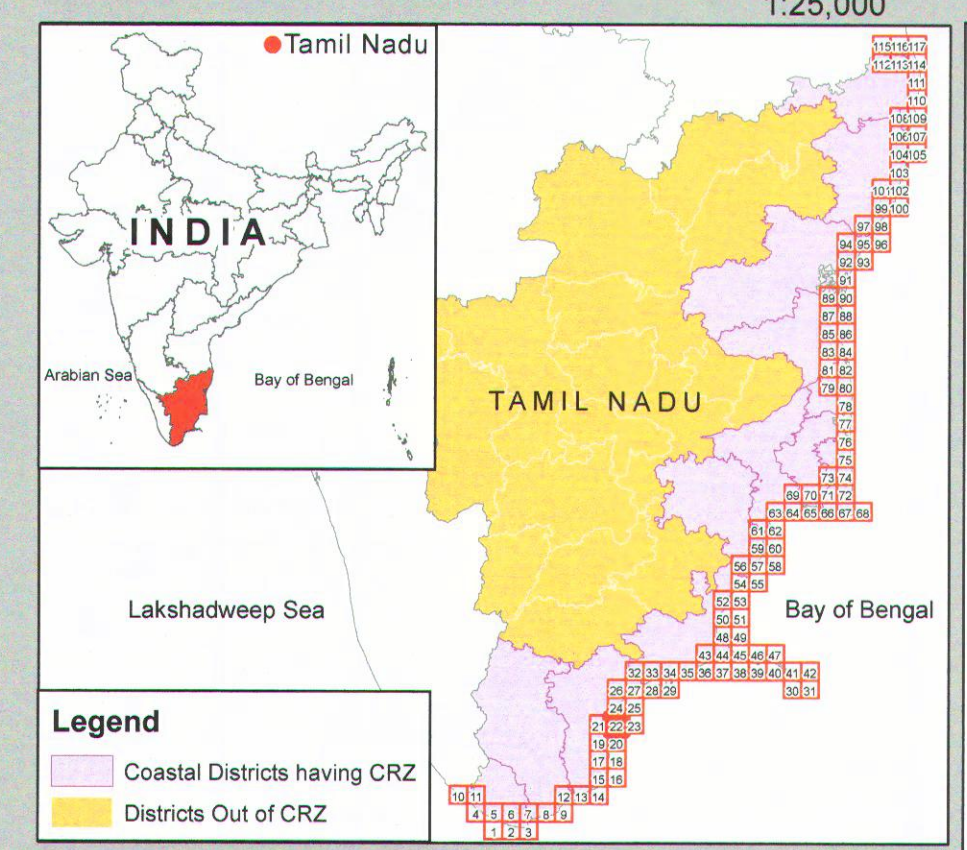 1:25,000
Tamil Nadu
INDIA
Arabian Sea
Bay of Bengal
TAMIL NADU
Lakshadweep Sea
Bay of Bengal
Legend
Coastal Districts having CRZ
Districts Out of CRZ
115 116 117
112 113 114
111
110
108 109
106 107
104 105
103
101 102
99 100
97 98
94 95 96
92 93
91
89 90
87 88
85 86
83 84
81 82
79 80
78
77
76
75
73 74
69 70 71 72
63 64 65 66 67 68
61 62
59 60
56 57 58
54 55
52 53
50 51
48 49
43 44 45 46 47
32 33 34 35 36 37 38 39 40 41 42
26 27 28 29 30 31
24 25
21 22 23
19 20
17 18
15 16
10 11 12 13 14
4 5 6 7 8 9
1 2 3